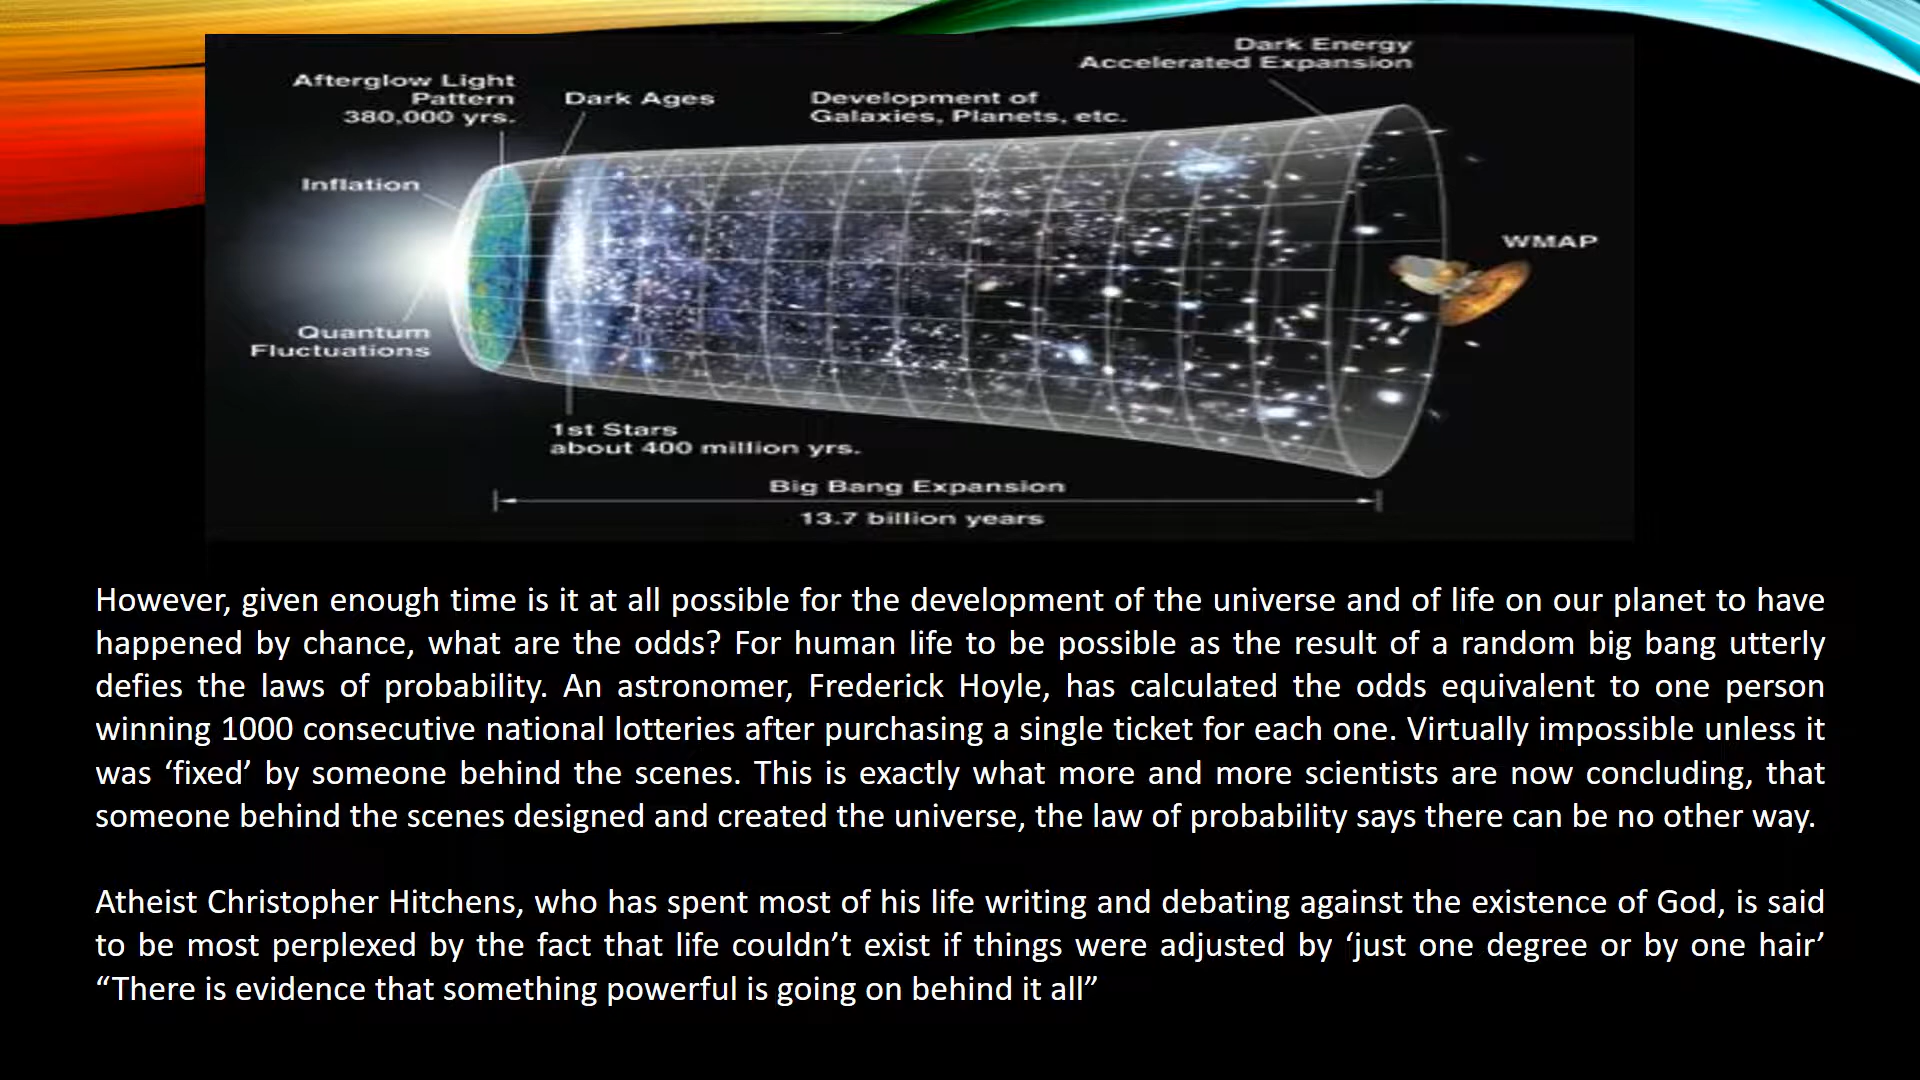 Dark Energy
Accelerated Expansion
Afterglow Light
Pattern
380,000 yrs.
Dark Ages
Development of
Galaxies, Planets, etc.
Inflation
WMAP
Quantum
Fluctuations
1st Stars
about 400 million yrs.
Big Bang Expansion
13.7 billion years
However, given enough time is it at all possible for the development of the universe and of life on our planet to have
happened by chance, what are the odds? For human life to be possible as the result of a random big bang utterly
defies the laws of probability. An astronomer, Frederick Hoyle, has calculated the odds equivalent to one person
winning 1000 consecutive national lotteries after purchasing a single ticket for each one. Virtually impossible unless it
was ‘fixed’ by someone behind the scenes. This is exactly what more and more scientists are now concluding, that
someone behind the scenes designed and created the universe, the law of probability says there can be no other way.
Atheist Christopher Hitchens, who has spent most of his life writing and debating against the existence of God, is said
to be most perplexed by the fact that life couldn’t exist if things were adjusted by ‘just one degree or by one hair’
“There is evidence that something powerful is going on behind it all”